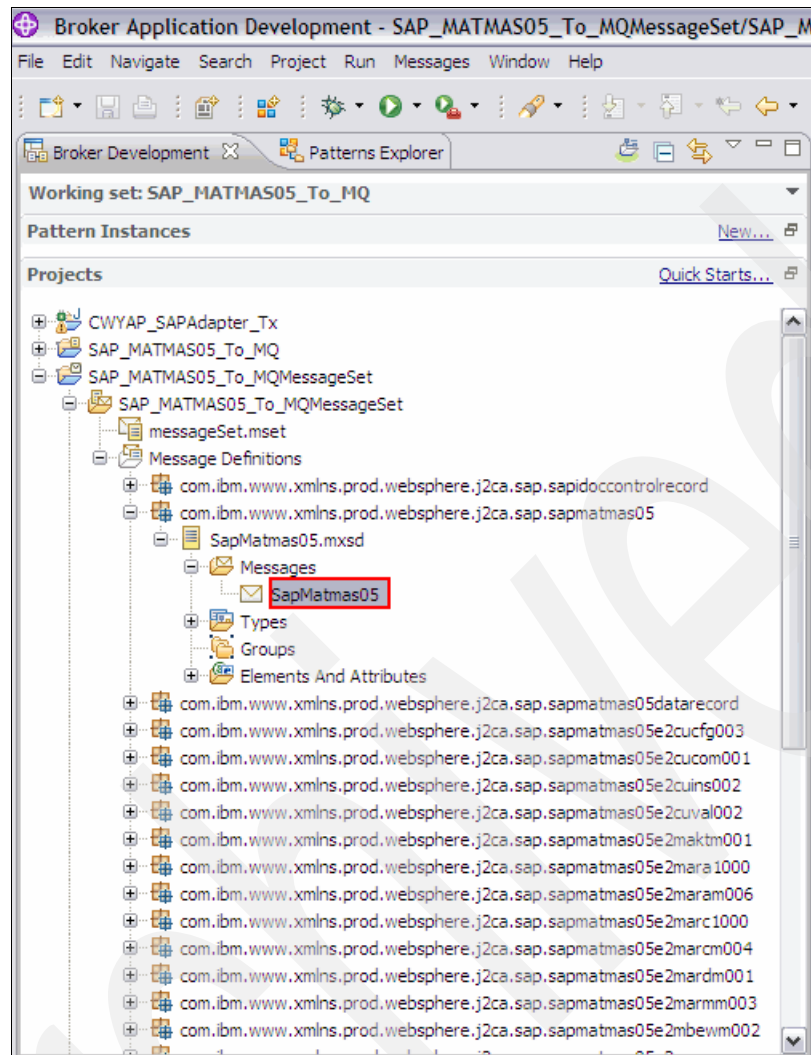 Broker Application Development - SAP_MATMAS05_To_MQMessageSet/SAP_M
File Edit Navigate Search Project Run Messages Window Help
Broker Development Patterns Explorer
Working set: SAP_MATMAS05_To_MQ
Pattern Instances New...
Projects Quick Starts...
CWYAP_SAPAdapter_Tx
SAP_MATMAS05_To_MQ
SAP_MATMAS05_To_MQMessageSet
SAP_MATMAS05_To_MQMessageSet
messageSet.mset
Message Definitions
com.ibm.www.xmlns.prod.websphere.j2ca.sap.sapidoccontrolrecord
com.ibm.www.xmlns.prod.websphere.j2ca.sap.sapmatmas05
SapMatmas05.mxsd
Messages
SapMatmas05
Types
Groups
Elements And Attributes
com.ibm.www.xmlns.prod.websphere.j2ca.sap.sapmatmas05datarecord
com.ibm.www.xmlns.prod.websphere.j2ca.sap.sapmatmas05e2cucfg003
com.ibm.www.xmlns.prod.websphere.j2ca.sap.sapmatmas05e2cucom001
com.ibm.www.xmlns.prod.websphere.j2ca.sap.sapmatmas05e2cuins002
com.ibm.www.xmlns.prod.websphere.j2ca.sap.sapmatmas05e2cuval002
com.ibm.www.xmlns.prod.websphere.j2ca.sap.sapmatmas05e2maktm001
com.ibm.www.xmlns.prod.websphere.j2ca.sap.sapmatmas05e2mara1000
com.ibm.www.xmlns.prod.websphere.j2ca.sap.sapmatmas05e2maram006
com.ibm.www.xmlns.prod.websphere.j2ca.sap.sapmatmas05e2marc1000
com.ibm.www.xmlns.prod.websphere.j2ca.sap.sapmatmas05e2marcm004
com.ibm.www.xmlns.prod.websphere.j2ca.sap.sapmatmas05e2mardm001
com.ibm.www.xmlns.prod.websphere.j2ca.sap.sapmatmas05e2marmm003
com.ibm.www.xmlns.prod.websphere.j2ca.sap.sapmatmas05e2mbewm002